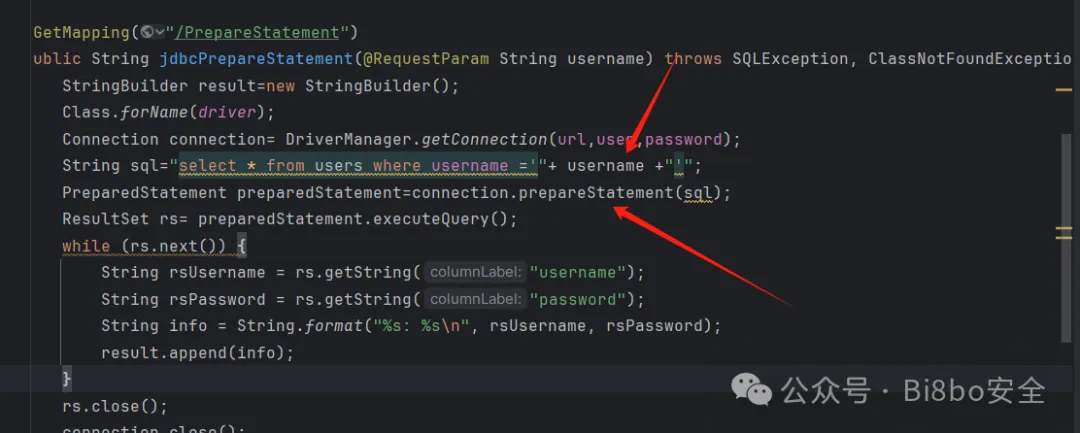 GetMapping("/PrepareStatement")
ublic String jdbcPrepareStatement(@RequestParam String username) throws SQLException, ClassNotFoundExceptio
StringBuilder result=new StringBuilder();
Class.forName(driver);
Connection connection= DriverManager.getConnection(url,user,password);
String sql="select * from users where username ='"+ username +"'";
PreparedStatement preparedStatement=connection.prepareStatement(sql);
ResultSet rs= preparedStatement.executeQuery();
while (rs.next()) {
String rsUsername = rs.getString( columnLabel: "username");
String rsPassword = rs.getString( columnLabel: "password");
String info = String.format("%s: %s\n", rsUsername, rsPassword);
result.append(info);
}
rs.close();
connection.close();
公众号 · Bi8bo安全